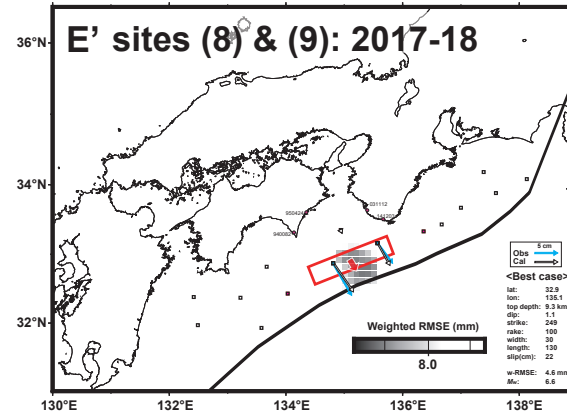 E' sites (8) & (9): 2017-18
36°N
34°N
32°N
130°E
132°E
134°E
136°E
138°E
031112
950424
940082
Weighted RMSE (mm)
8.0
5 cm
Obs
Cal
<Best case>
lat: 32.9
lon: 135.1
top depth: 9.3 km
dip: 1.1
strike: 249
rake: 100
width: 30
length: 130
slip(cm): 22
w-RMSE: 4.6 mm
Mw: 6.6